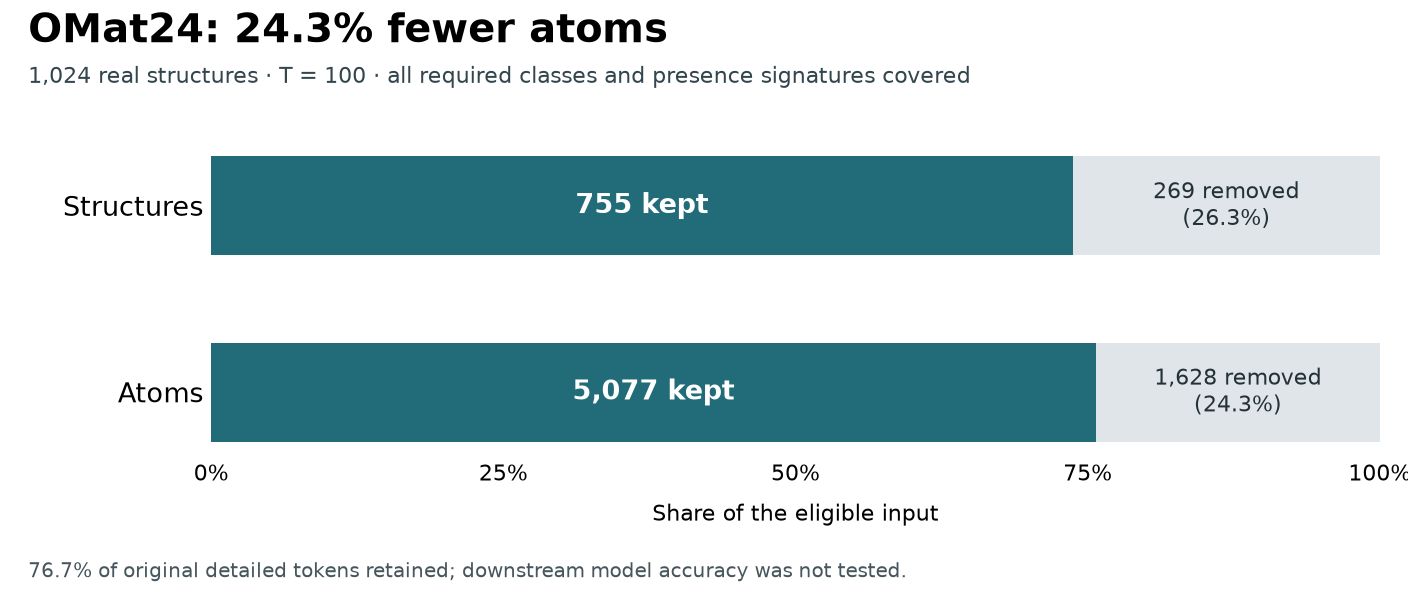 OMat24: 24.3% fewer atoms
1,024 real structures · T = 100 · all required classes and presence signatures covered
Structures
755 kept
269 removed
(26.3%)
Atoms
5,077 kept
1,628 removed
(24.3%)
0% 25% 50% 75% 100%
Share of the eligible input
76.7% of original detailed tokens retained; downstream model accuracy was not tested.